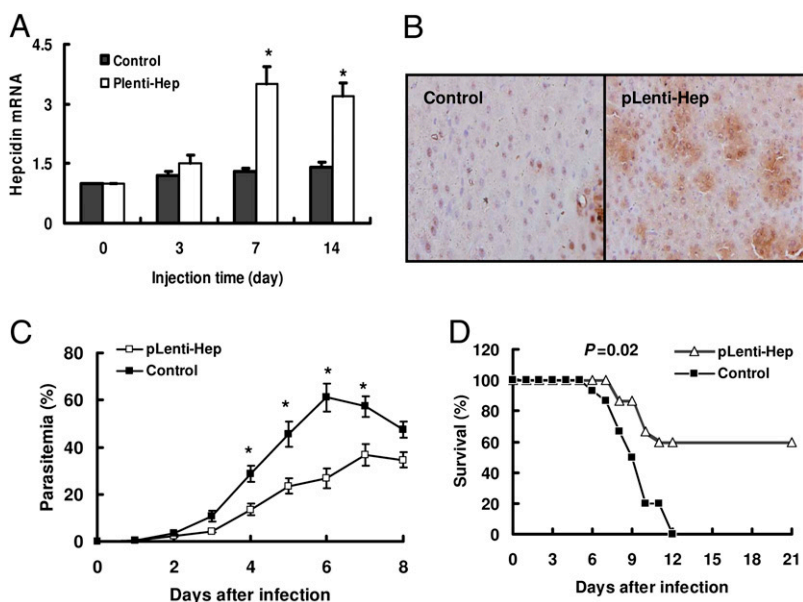 A
4.5
3
1.5
0
Hepcidin mRNA
Control
Plenti-Hep
*
*
0 3 7 14
Injection time (day)
B
Control
pLenti-Hep
C
pLenti-Hep
Control
80
60
40
20
0
Parasitemia (%)
*
*
*
*
0 2 4 6 8
Days after infection
D
P=0.02
pLenti-Hep
Control
120
100
80
60
40
20
0
Survival (%)
0 3 6 9 12 15 18 21
Days after infection